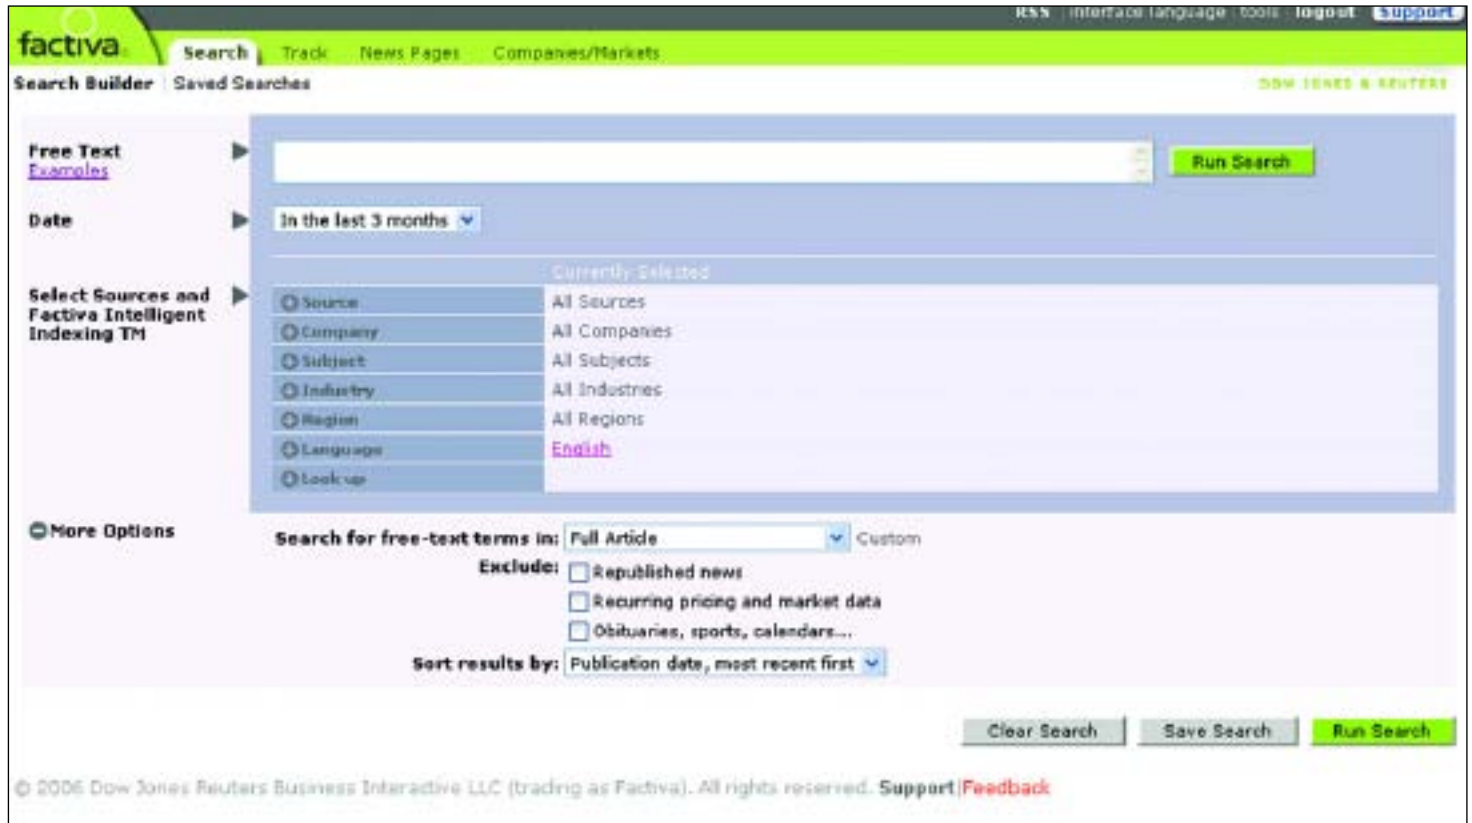 RSS interface language tools logout Support
factiva
Search Track News Pages Companies/Markets
Search Builder | Saved Searches
DOW JONES & REUTERS
Free Text
Examples
Run Search
Date
In the last 3 months
Currently Selected
Select Sources and
Factiva Intelligent
Indexing TM
Source All Sources
Company All Companies
Subject All Subjects
Industry All Industries
Region All Regions
Language English
Look up
More Options
Search for free-text terms in: Full Article Custom
Exclude: Republished news
Recurring pricing and market data
Obituaries, sports, calendars...
Sort results by: Publication date, most recent first
Clear Search Save Search Run Search
© 2006 Dow Jones Reuters Business Interactive LLC (trading as Factiva). All rights reserved. Support|Feedback